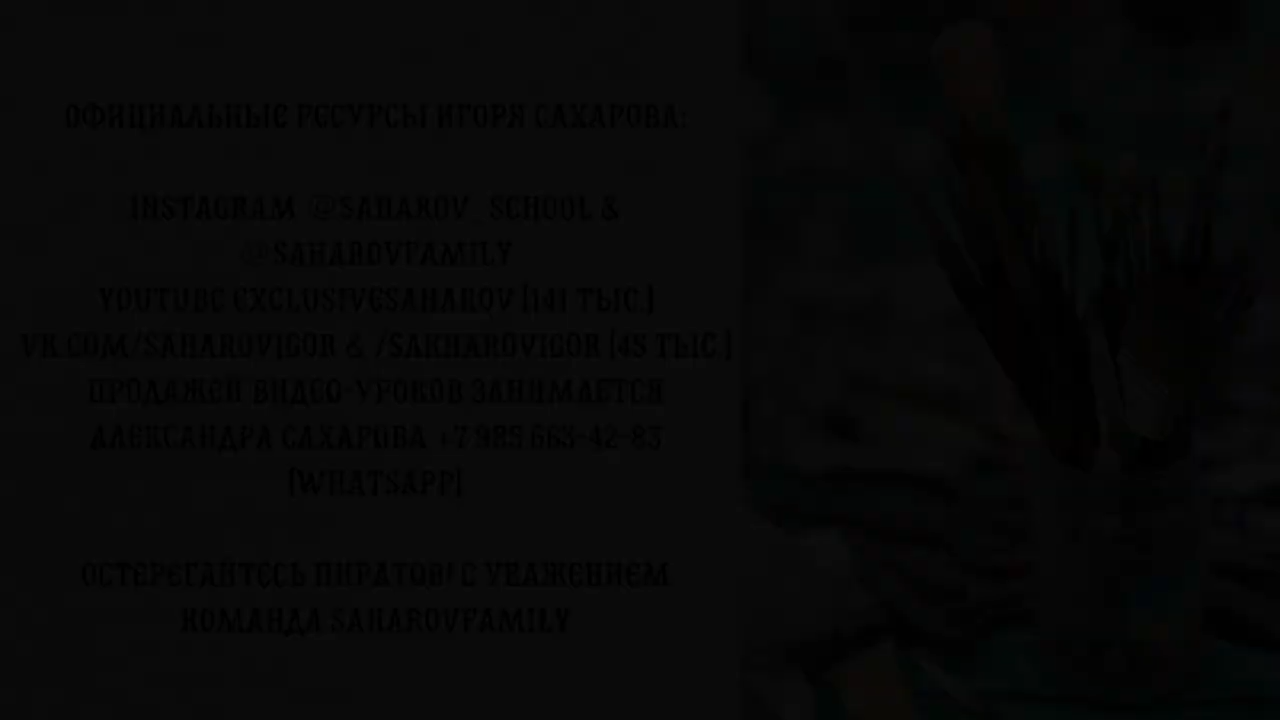 ОФИЦИАЛЬНЫЕ РЕСУРСЫ ИГОРЯ САХАРОВА:
INSTAGRAM @SAHAROV_SCHOOL &
@SAHAROVFAMILY
YOUTUBE EXCLUSIVESAHAROV [141 ТЫС.]
VK.COM/SAHAROVIGOR & /SAKHAROVIGOR [45 ТЫС.]
ПРОДАЖЕЙ ВИДЕО-УРОКОВ ЗАНИМАЕТСЯ
АЛЕКСАНДРА САХАРОВА +7 985 663-42-83
[WHATSAPP]
ОСТЕРЕГАЙТЕСЬ ПИРАТОВ! С УВАЖЕНИЕМ
КОМАНДА SAHAROVFAMILY